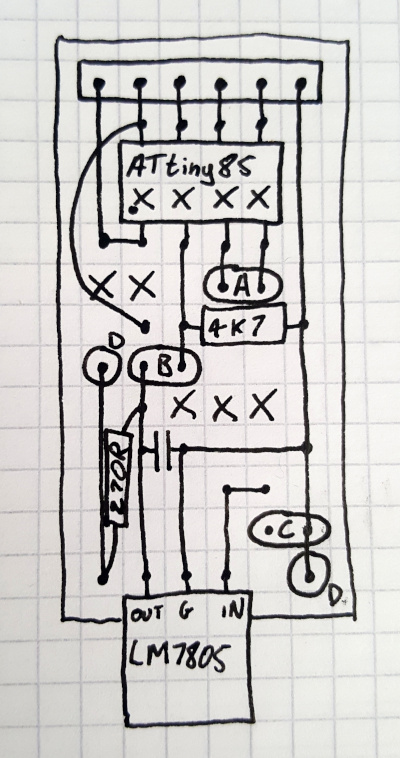 ATtiny85
X X X X
X X
A
4K7
D
B
X X X
270R
C
D
OUT G IN
LM7805